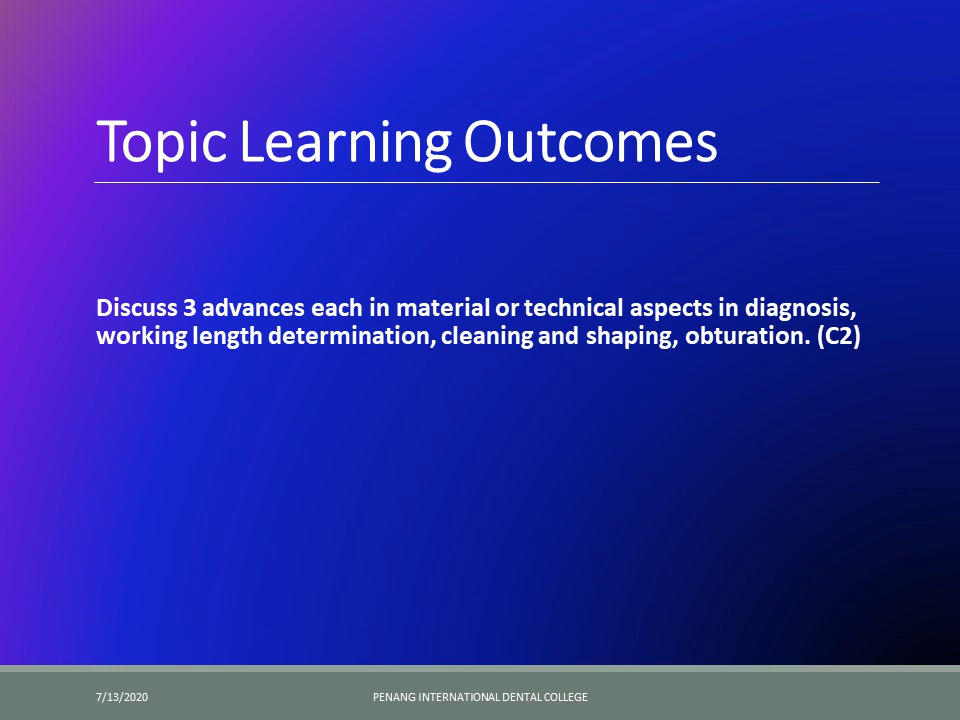 Topic Learning Outcomes
Discuss 3 advances each in material or technical aspects in diagnosis,
working length determination, cleaning and shaping, obturation. (C2)
7/13/2020
PENANG INTERNATIONAL DENTAL COLLEGE